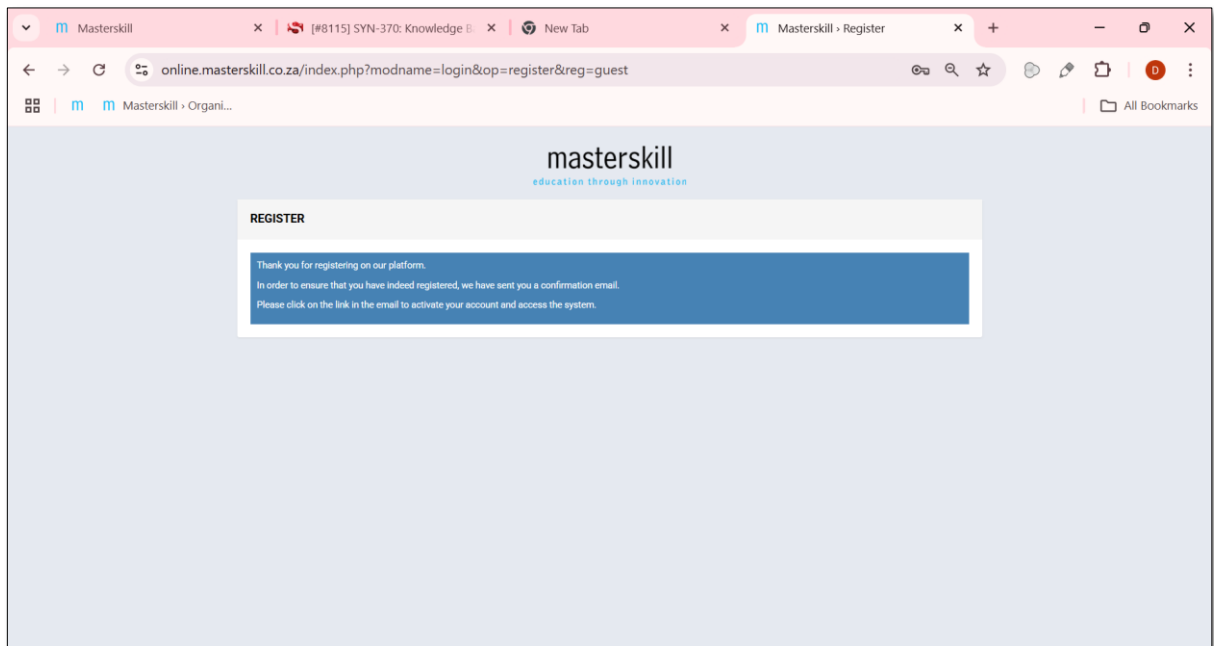 Masterskill
[#8115] SYN-370: Knowledge B
New Tab
Masterskill › Register
online.masterskill.co.za/index.php?modname=login&op=register&reg=guest
D
m
m Masterskill › Organi...
All Bookmarks
masterskill
education through innovation
REGISTER
Thank you for registering on our platform.
In order to ensure that you have indeed registered, we have sent you a confirmation email.
Please click on the link in the email to activate your account and access the system.